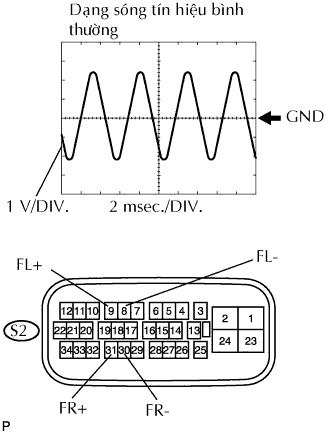 Dạng sóng tín hiệu bình
thường
GND
1 V/DIV.
2 msec./DIV.
FL+
FL-
S2
12 11 10 9 8 7 6 5 4 3 2 1
22 21 20 19 18 17 16 15 14 13
34 33 32 31 30 29 28 27 26 25 24 23
FR+
FR-
P